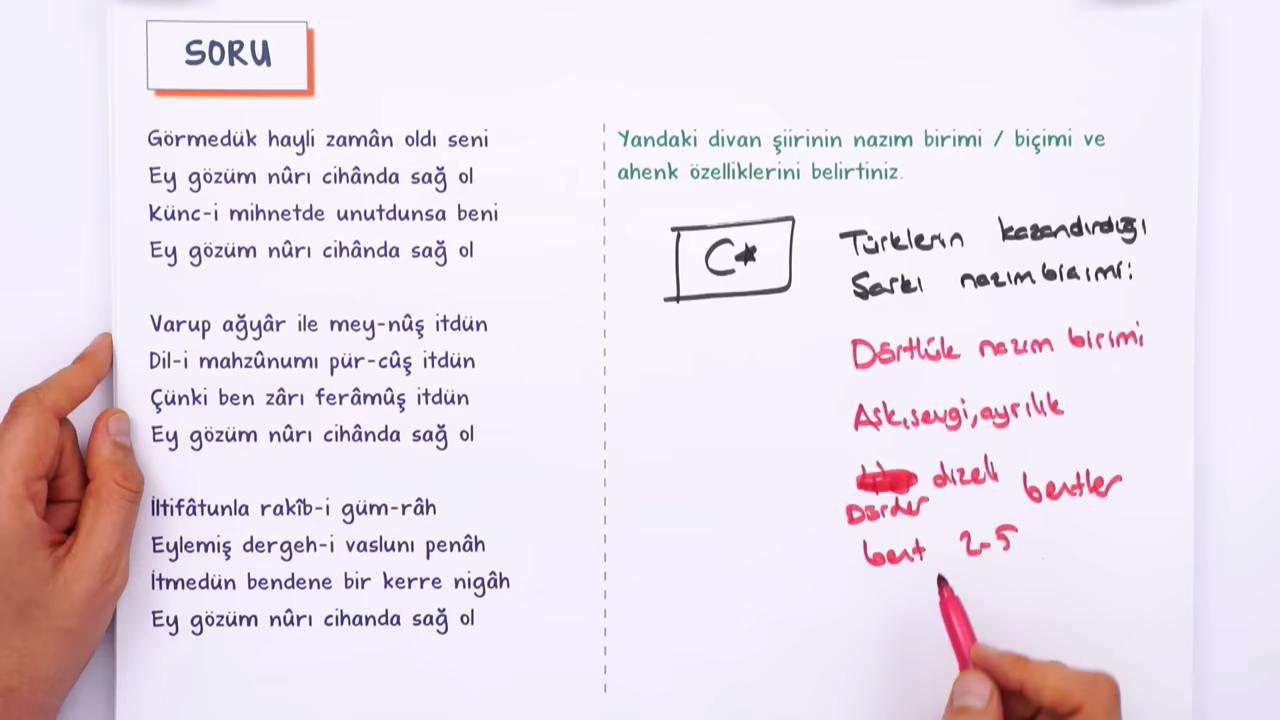 SORU
Görmedük hayli zamân oldı seni
Ey gözüm nûrı cihânda sağ ol
Künc-i mihnetde unutdunsa beni
Ey gözüm nûrı cihânda sağ ol
Varup ağyâr ile mey-nûş itdün
Dil-i mahzûnumı pür-cûş itdün
Çünki ben zârı ferâmûş itdün
Ey gözüm nûrı cihânda sağ ol
İltifâtunla rakîb-i güm-râh
Eylemiş dergeh-i vaslunı penâh
İtmedün bendene bir kerre nigâh
Ey gözüm nûrı cihanda sağ ol
Yandaki divan şiirinin nazım birimi / biçimi ve
ahenk özelliklerini belirtiniz.
Türklerin kazandırdığı
Şarkı nazım
Dörtlük nazım birimi
Aşk, sevgi, ayrılık
dizeli bentler
Dörder
bent 2-5